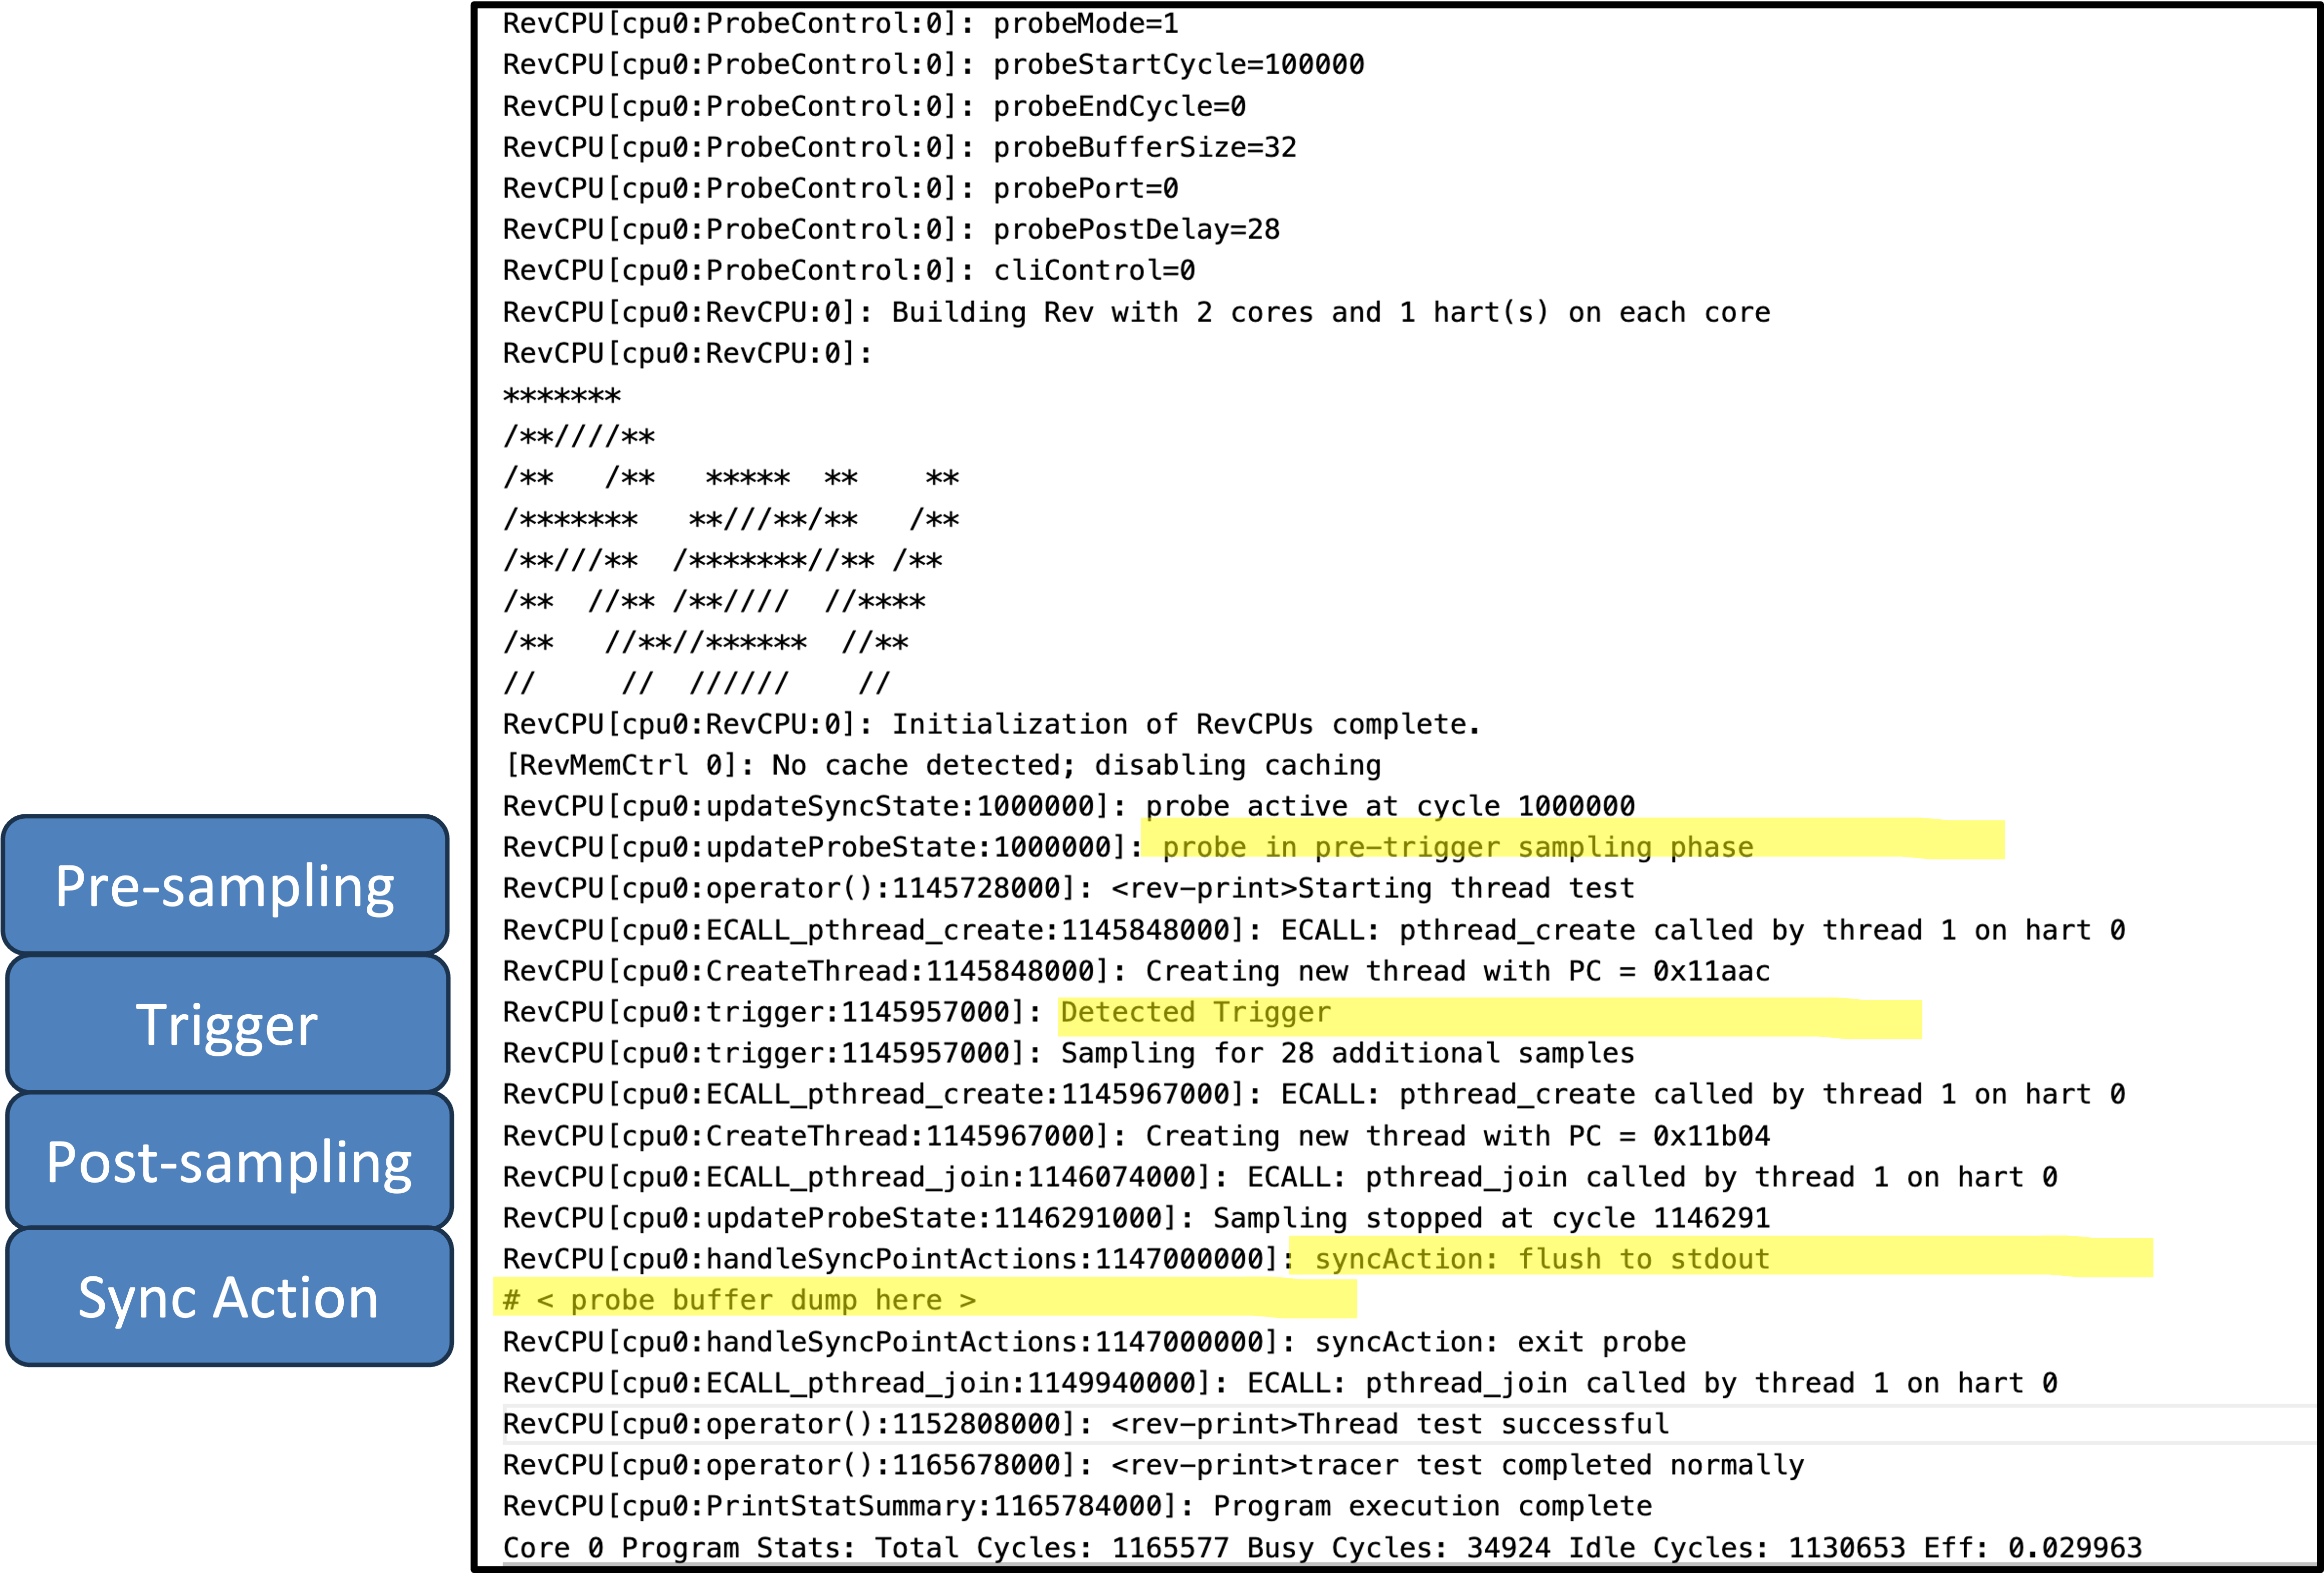 RevCPU[cpu0:ProbeControl:0]: probeMode=1
RevCPU[cpu0:ProbeControl:0]: probeStartCycle=100000
RevCPU[cpu0:ProbeControl:0]: probeEndCycle=0
RevCPU[cpu0:ProbeControl:0]: probeBufferSize=32
RevCPU[cpu0:ProbeControl:0]: probePort=0
RevCPU[cpu0:ProbeControl:0]: probePostDelay=28
RevCPU[cpu0:ProbeControl:0]: cliControl=0
RevCPU[cpu0:RevCPU:0]: Building Rev with 2 cores and 1 hart(s) on each core
RevCPU[cpu0:RevCPU:0]:
*******
/**////**
/**   /**   *****  **    **
/*******   **///**/**   /**
/**///**  /*******//** /**
/**  //** /**////  //****
/**   //**//******  //**
//     //  //////    //
RevCPU[cpu0:RevCPU:0]: Initialization of RevCPUs complete.
[RevMemCtrl 0]: No cache detected; disabling caching
RevCPU[cpu0:updateSyncState:1000000]: probe active at cycle 1000000
RevCPU[cpu0:updateProbeState:1000000]: probe in pre-trigger sampling phase
RevCPU[cpu0:operator():1145728000]: <rev-print>Starting thread test
RevCPU[cpu0:ECALL_pthread_create:1145848000]: ECALL: pthread_create called by thread 1 on hart 0
RevCPU[cpu0:CreateThread:1145848000]: Creating new thread with PC = 0x11aac
RevCPU[cpu0:trigger:1145957000]: Detected Trigger
RevCPU[cpu0:trigger:1145957000]: Sampling for 28 additional samples
RevCPU[cpu0:ECALL_pthread_create:1145967000]: ECALL: pthread_create called by thread 1 on hart 0
RevCPU[cpu0:CreateThread:1145967000]: Creating new thread with PC = 0x11b04
RevCPU[cpu0:ECALL_pthread_join:1146074000]: ECALL: pthread_join called by thread 1 on hart 0
RevCPU[cpu0:updateProbeState:1146291000]: Sampling stopped at cycle 1146291
RevCPU[cpu0:handleSyncPointActions:1147000000]: syncAction: flush to stdout
# < probe buffer dump here >
RevCPU[cpu0:handleSyncPointActions:1147000000]: syncAction: exit probe
RevCPU[cpu0:ECALL_pthread_join:1149940000]: ECALL: pthread_join called by thread 1 on hart 0
RevCPU[cpu0:operator():1152808000]: <rev-print>Thread test successful
RevCPU[cpu0:operator():1165678000]: <rev-print>tracer test completed normally
RevCPU[cpu0:PrintStatSummary:1165784000]: Program execution complete
Core 0 Program Stats: Total Cycles: 1165577 Busy Cycles: 34924 Idle Cycles: 1130653 Eff: 0.029963
Pre-sampling
Trigger
Post-sampling
Sync Action